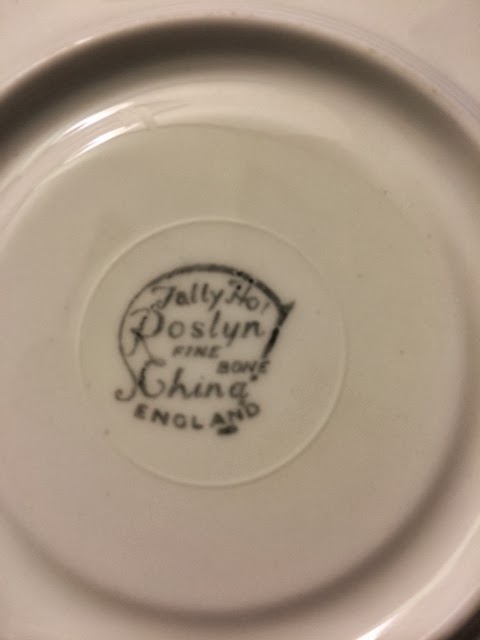 Tally Ho!
Roslyn
FINE
BONE
China
ENGLAND